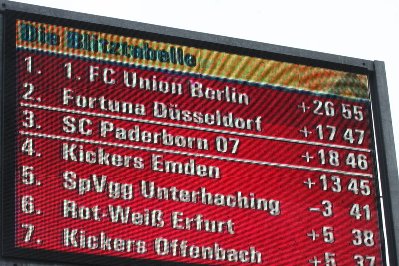 Die Blitztabelle
1. 1. FC Union Berlin +26 55
2. Fortuna Düsseldorf +17 47
3. SC Paderborn 07 +18 46
4. Kickers Emden +13 45
5. SpVgg Unterhaching -3 41
6. Rot-Weiß Erfurt +5 38
7. Kickers Offenbach +5 37